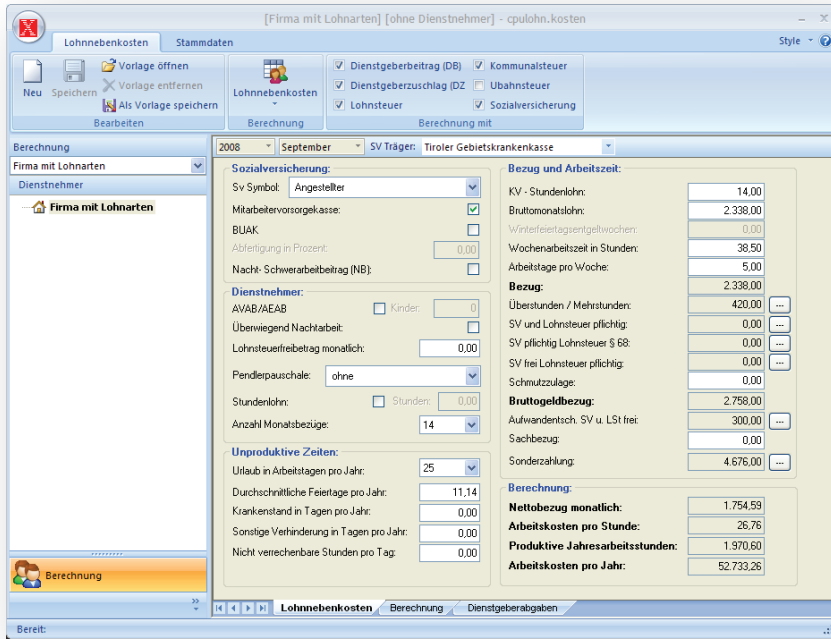 [Firma mit Lohnarten] [ohne Dienstnehmer] - cpulohn.kosten
Lohnnebenkosten Stammdaten Style
Neu Speichern Vorlage öffnen Vorlage entfernen Als Vorlage speichern
Bearbeiten
Lohnnebenkosten
Berechnung
Dienstgeberbeitrag (DB) Kommunalsteuer
Dienstgeberzuschlag (DZ Ubahnsteuer
Lohnsteuer Sozialversicherung
Berechnung mit
Berechnung
Firma mit Lohnarten
Dienstnehmer
Firma mit Lohnarten
2008 September SV Träger: Tiroler Gebietskrankenkasse
Sozialversicherung:
Sv Symbol: Angestellter
Mitarbeitervorsorgekasse:
BUAK
Abfertigung in Prozent: 0,00
Nacht- Schwerarbeitbeitrag (NB):
Dienstnehmer:
AVAB/AEAB Kinder: 0
Überwiegend Nachtarbeit:
Lohnsteuerfreibetrag monatlich: 0,00
Pendlerpauschale: ohne
Stundenlohn: Stunden: 0,00
Anzahl Monatsbezüge: 14
Unproduktive Zeiten:
Urlaub in Arbeitstagen pro Jahr: 25
Durchschnittliche Feiertage pro Jahr: 11,14
Krankenstand in Tagen pro Jahr: 0,00
Sonstige Verhinderung in Tagen pro Jahr: 0,00
Nicht verrechenbare Stunden pro Tag: 0,00
Bezug und Arbeitszeit:
KV - Stundenlohn: 14,00
Bruttomonatslohn: 2.338,00
Winterfeiertagsentgeltwochen: 0,00
Wochenarbeitszeit in Stunden: 38,50
Arbeitstage pro Woche: 5,00
Bezug: 2.338,00
Überstunden / Mehrstunden: 420,00 ...
SV und Lohnsteuer pflichtig: 0,00 ...
SV pflichtig Lohnsteuer § 68: 0,00 ...
SV frei Lohnsteuer pflichtig: 0,00 ...
Schmutzzulage: 0,00
Bruttogeldbezug: 2.758,00
Aufwandentsch. SV u. LSt frei: 300,00 ...
Sachbezug: 0,00
Sonderzahlung: 4.676,00 ...
Berechnung:
Nettobezug monatlich: 1.754,59
Arbeitskosten pro Stunde: 26,76
Produktive Jahresarbeitsstunden: 1.970,60
Arbeitskosten pro Jahr: 52.733,26
Berechnung
Lohnnebenkosten Berechnung Dienstgeberabgaben
Bereit: